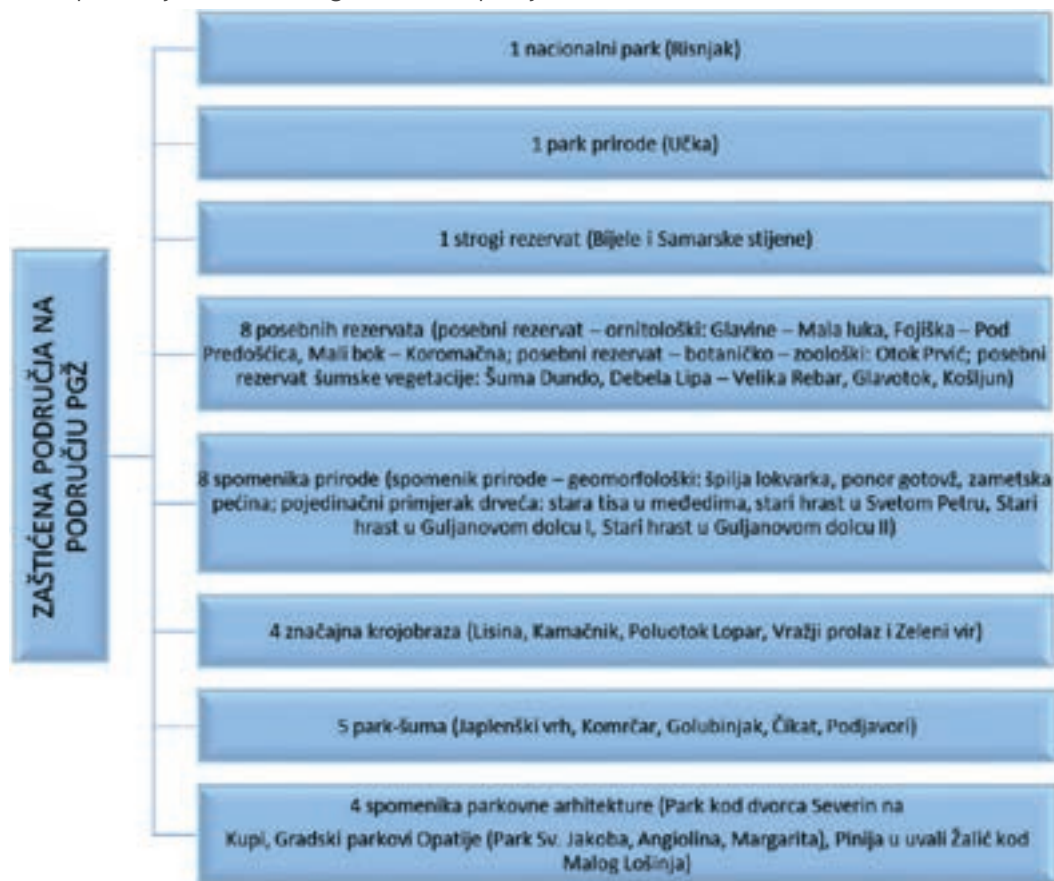 ZAŠTIĆENA PODRUČJA NA
PODRUČJU PGŽ
1 nacionalni park (Risnjak)
1 park prirode (Učka)
1 strogi rezervat (Bijele i Samarske stijene)
8 posebnih rezervata (posebni rezervat – ornitološki: Glavine – Mala luka, Fojiška – Pod
Predošćica, Mali bok – Koromačna; posebni rezervat – botaničko – zoološki: Otok Prvić; posebni
rezervat šumske vegetacije: Šuma Dundo, Debela Lipa – Velika Rebar, Glavotok, Košljun)
8 spomenika prirode (spomenik prirode – geomorfološki: špilja lokvarka, ponor gotovž, zametska
pećina; pojedinačni primjerak drveća: stara tisa u međedima, stari hrast u Svetom Petru, Stari
hrast u Guljanovom dolcu I, Stari hrast u Guljanovom dolcu II)
4 značajna krojobraza (Lisina, Kamačnik, Poluotok Lopar, Vražji prolaz i Zeleni vir)
5 park-šuma (Japlenški vrh, Komrčar, Golubinjak, Čikat, Podjavori)
4 spomenika parkovne arhitekture (Park kod dvorca Severin na
Kupi, Gradski parkovi Opatije (Park Sv. Jakoba, Angiolina, Margarita), Pinija u uvali Žalić kod
Malog Lošinja)